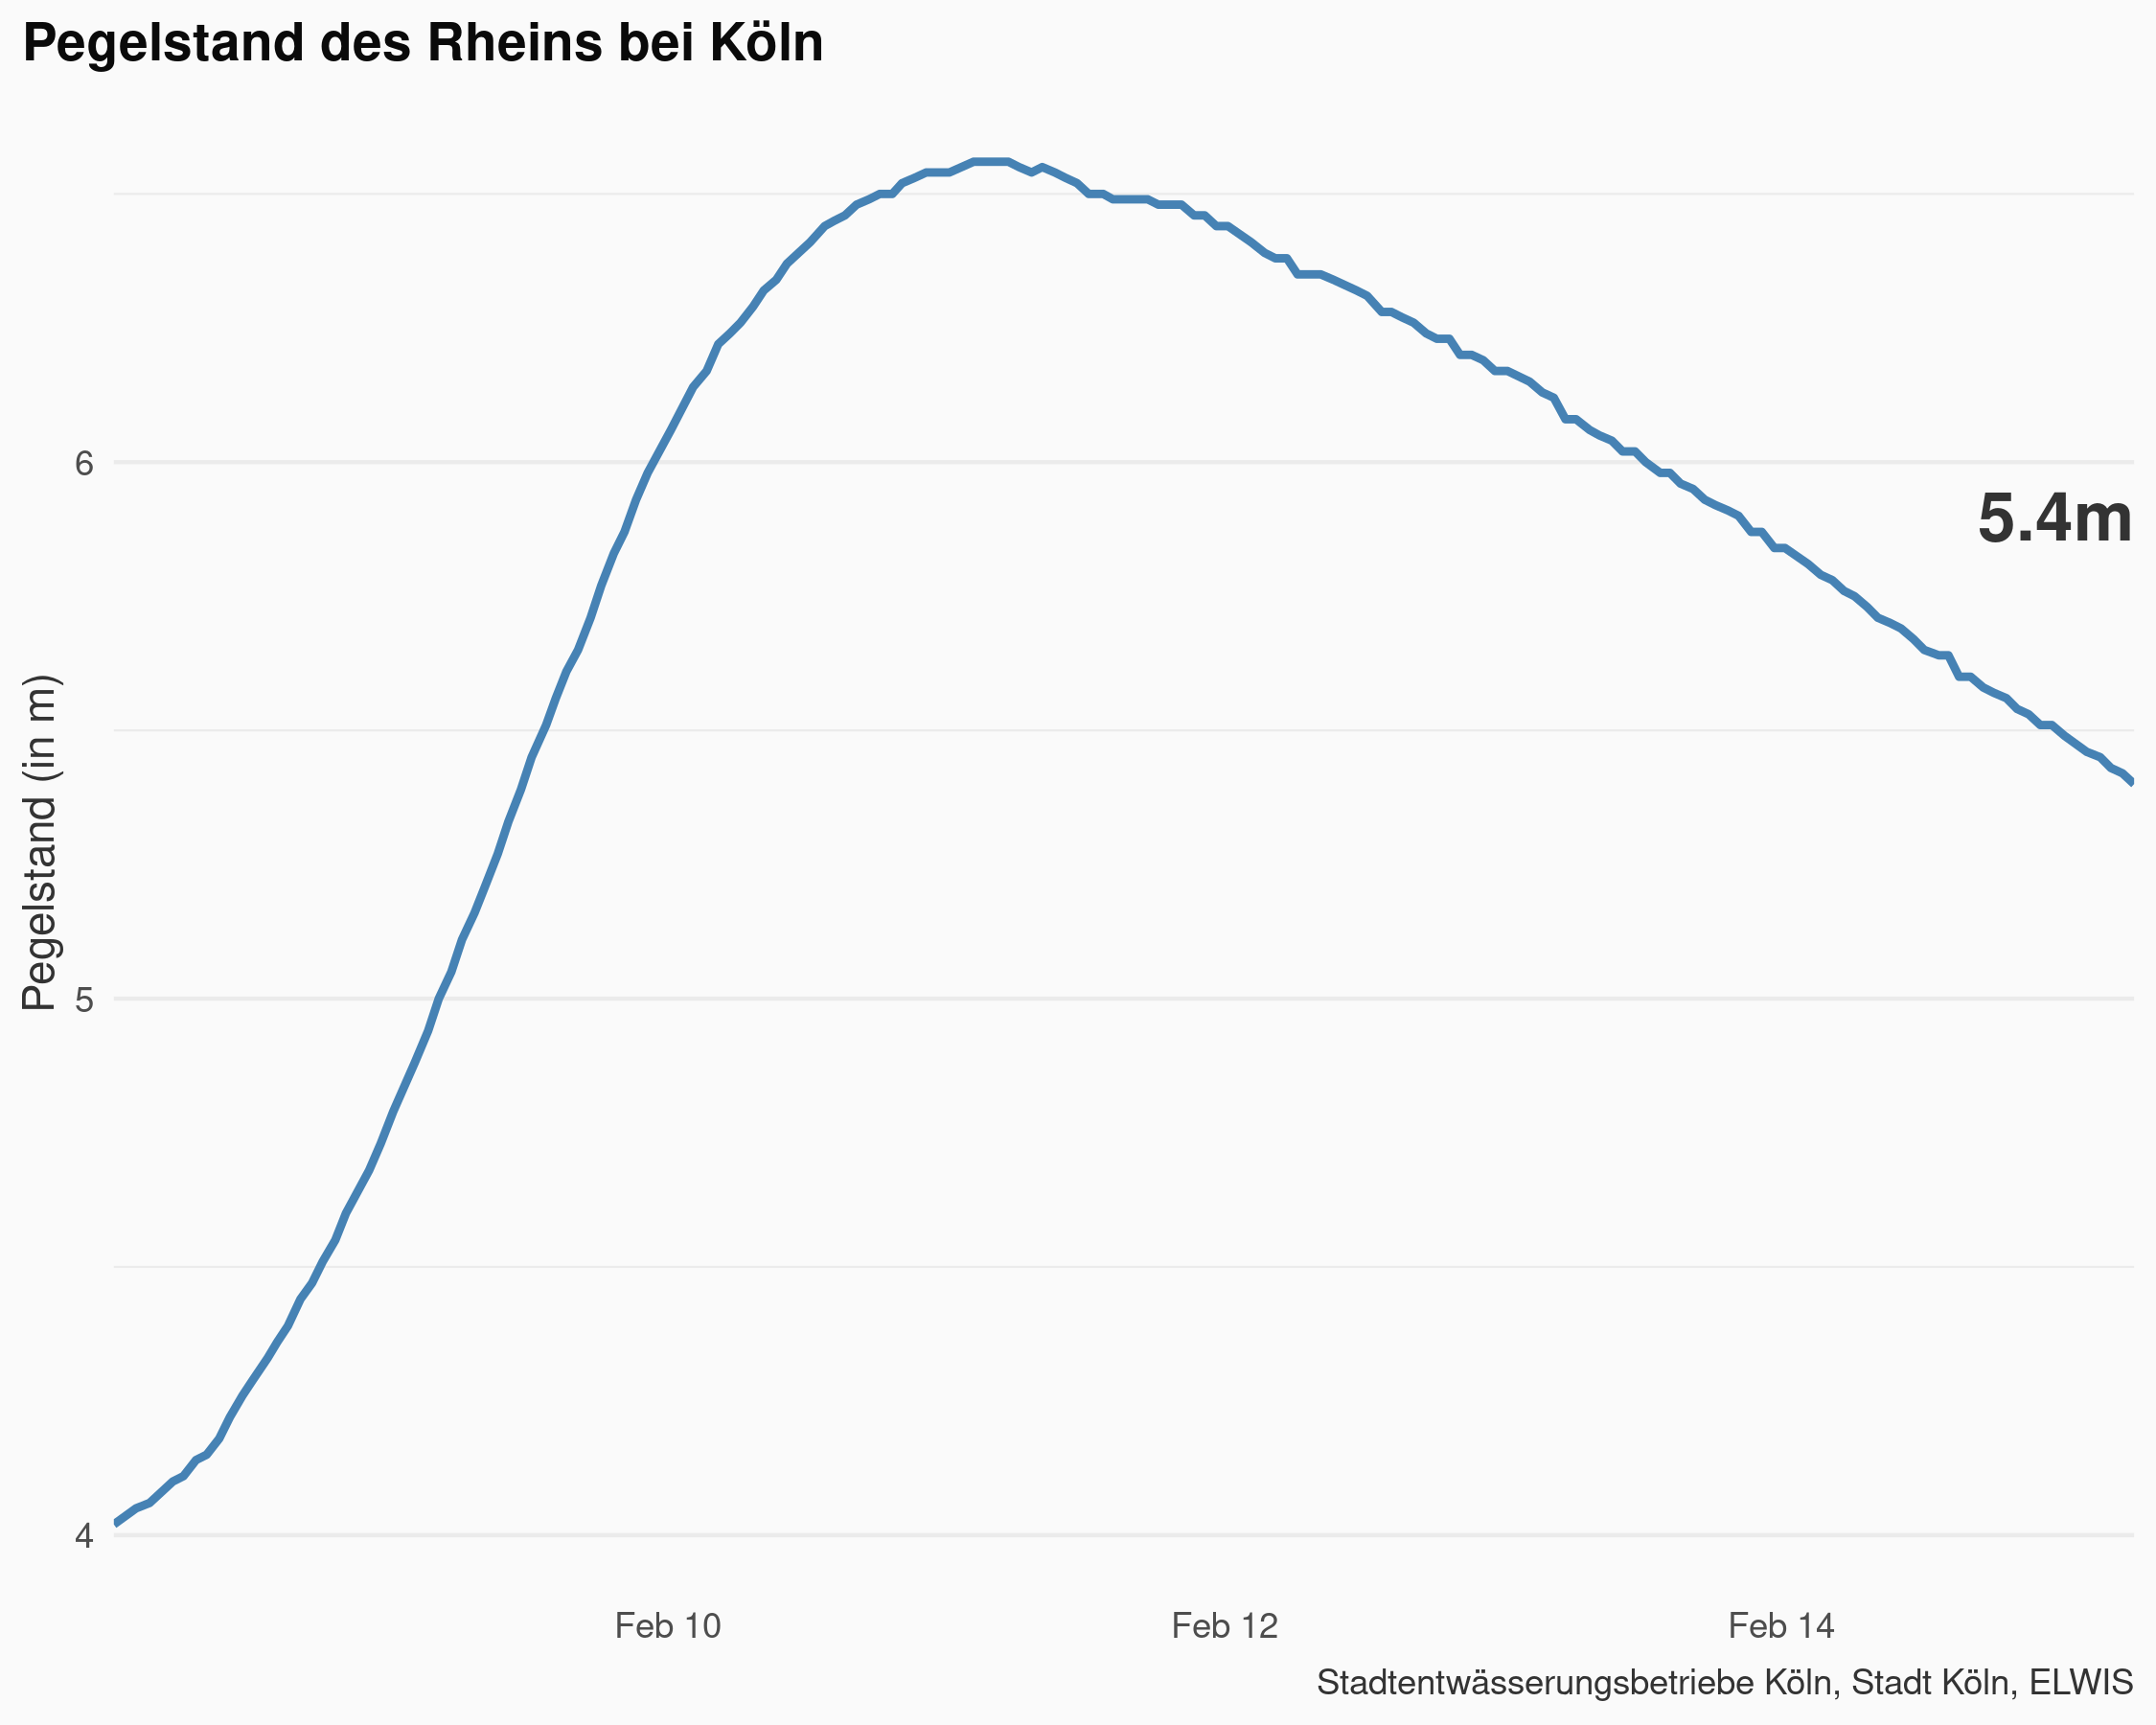 Pegelstand des Rheins bei Köln
Pegelstand (in m)
6
5
4
5.4m
Feb 10
Feb 12
Feb 14
Stadtentwässerungsbetriebe Köln, Stadt Köln, ELWIS